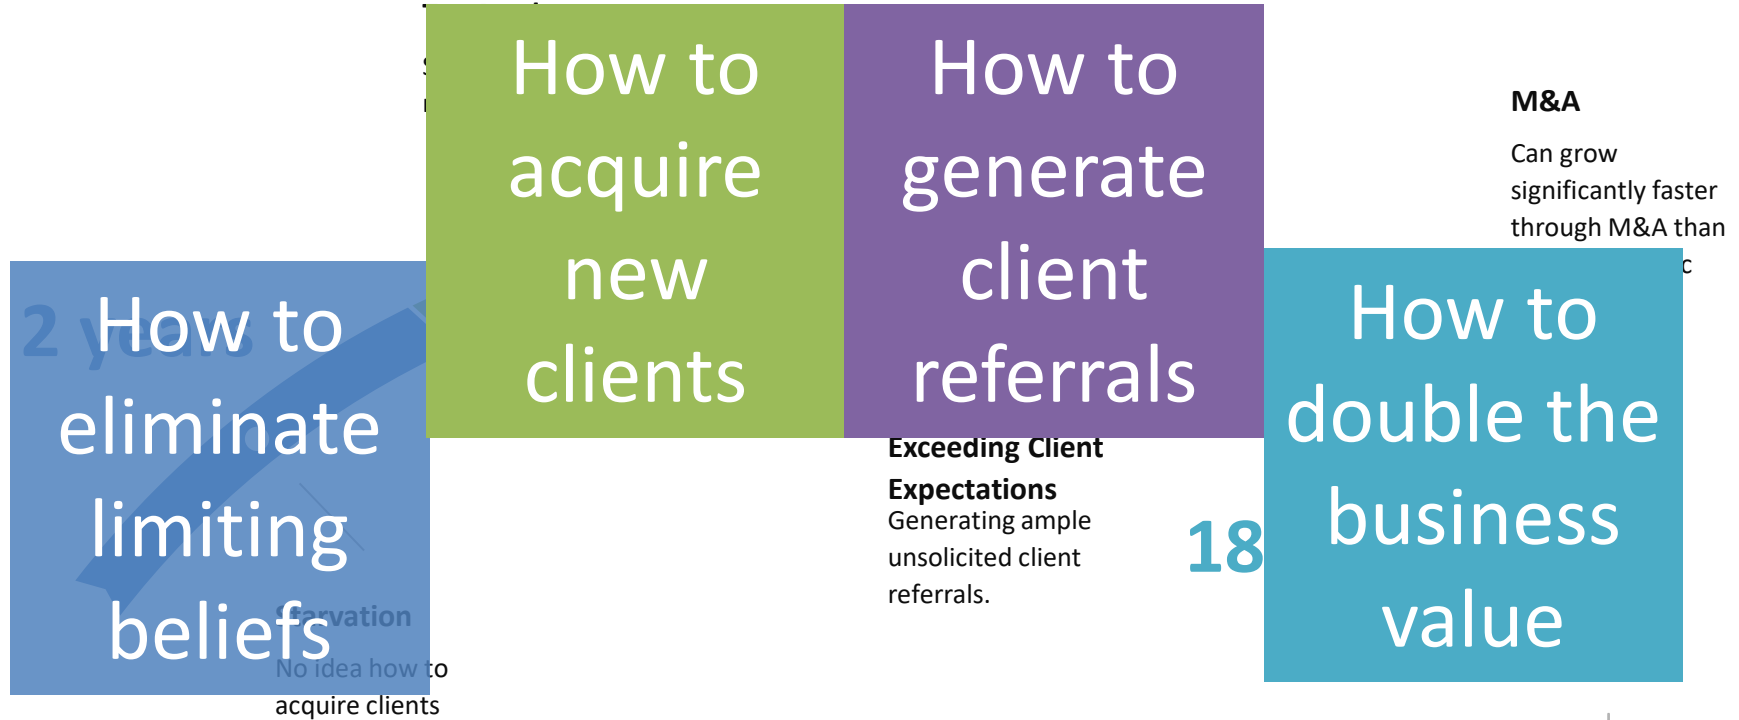 How to
acquire
new
clients
How to
generate
client
referrals
M&A
Can grow
significantly faster
through M&A than
c
2 years
How to
eliminate
limiting
beliefs
Starvation
No idea how to
acquire clients
Exceeding Client
Expectations
Generating ample
unsolicited client
referrals.
18
How to
double the
business
value